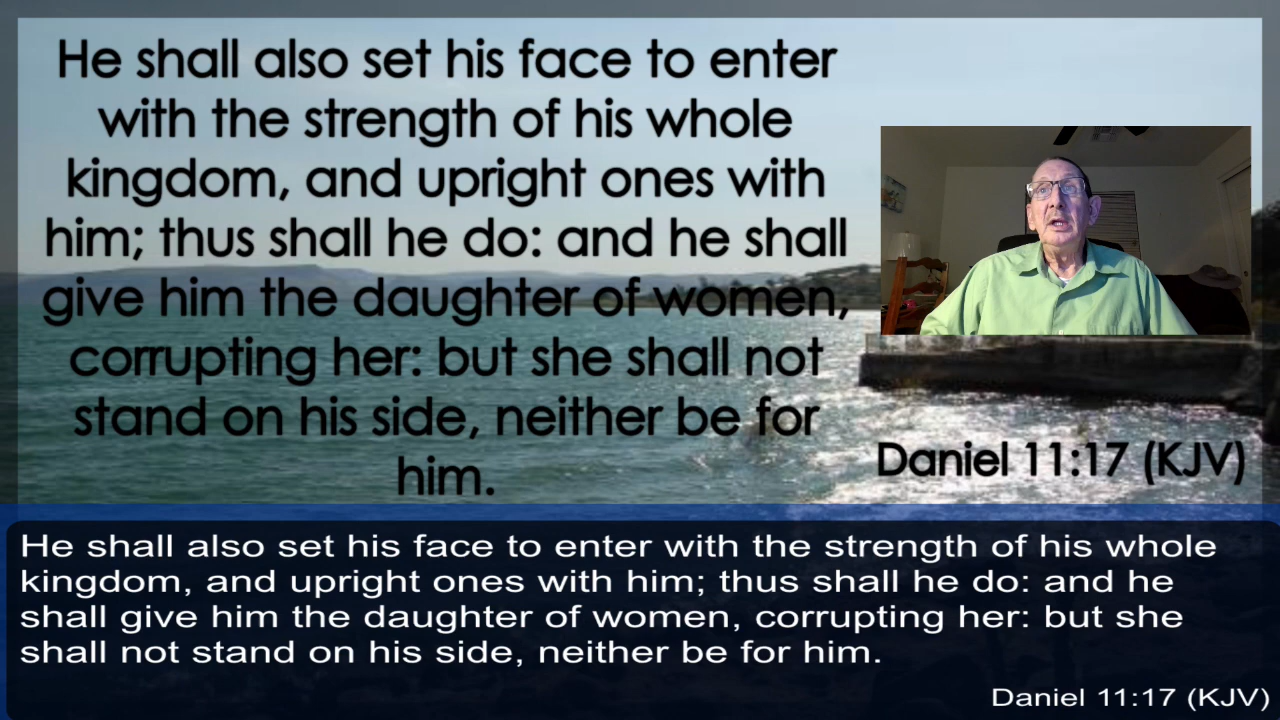 He shall also set his face to enter
with the strength of his whole
kingdom, and upright ones with
him; thus shall he do: and he shall
give him the daughter of women,
corrupting her: but she shall not
stand on his side, neither be for
him.
Daniel 11:17 (KJV)
He shall also set his face to enter with the strength of his whole
kingdom, and upright ones with him; thus shall he do: and he
shall give him the daughter of women, corrupting her: but she
shall not stand on his side, neither be for him.
Daniel 11:17 (KJV)